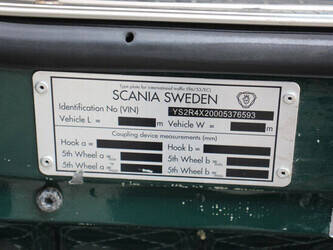 Type plate for international traffic (96/53/EC)
SCANIA SWEDEN
Identification No (VIN) YS2R4X20005376593
Vehicle L = m Vehicle W = m
Coupling device measurements (mm)
Hook a = Hook b =
5th Wheel a = 5th Wheel b =
5th Wheel a = 5th Wheel b =